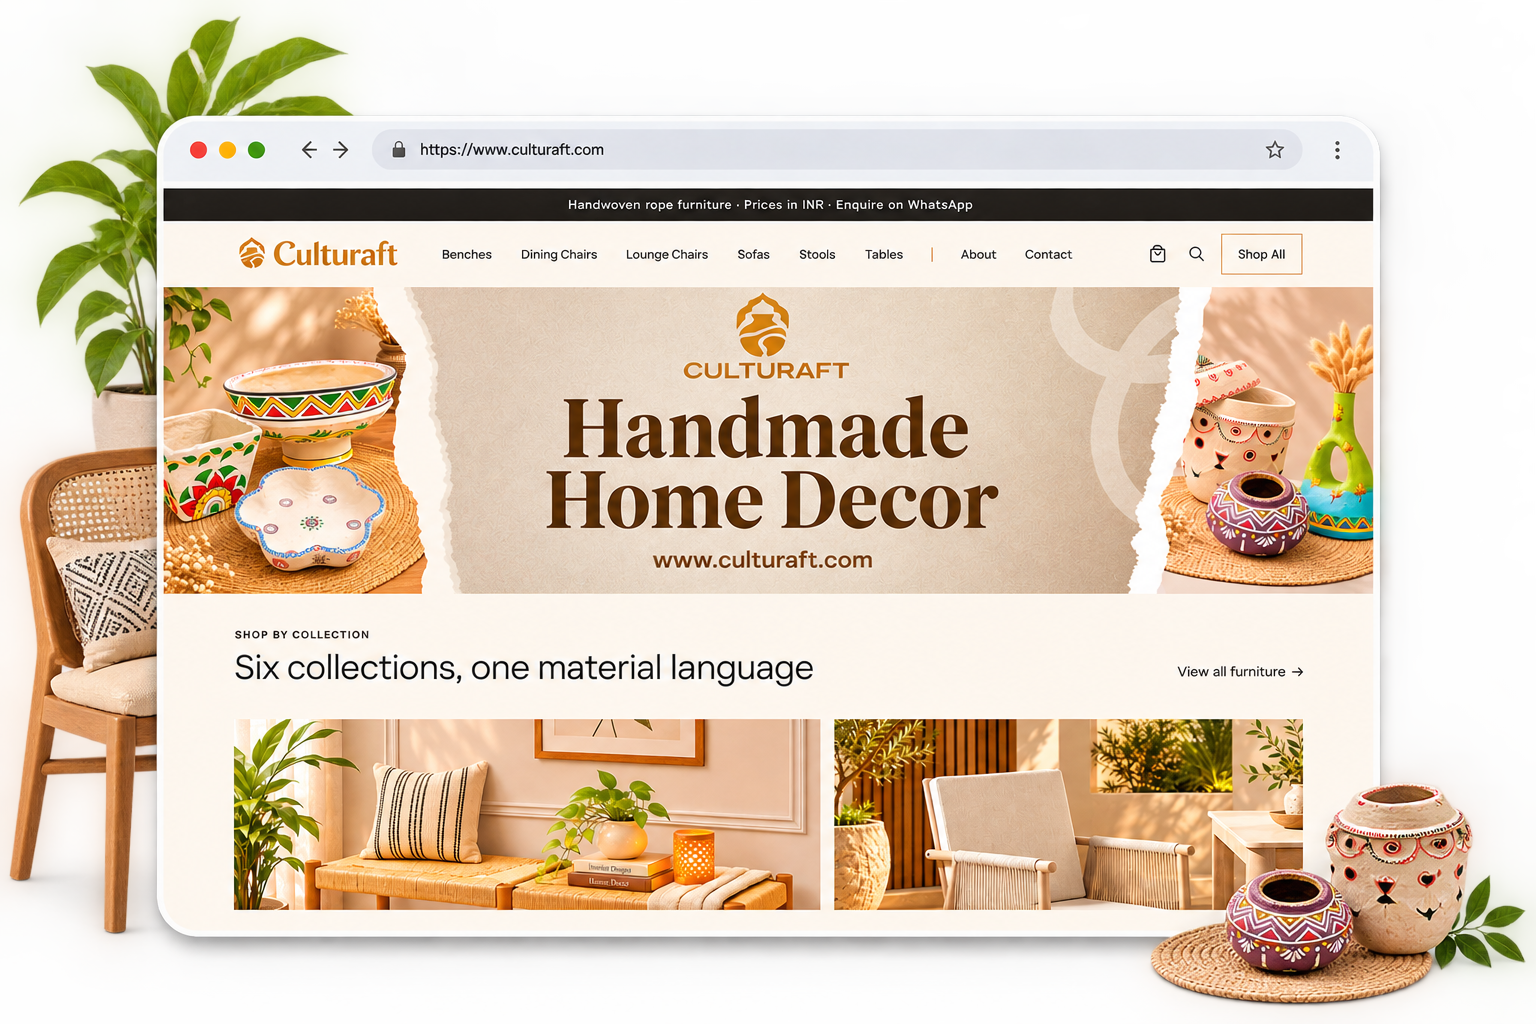 https://www.culturaft.com
Handwoven rope furniture · Prices in INR · Enquire on WhatsApp
Culturaft
Benches
Dining Chairs
Lounge Chairs
Sofas
Stools
Tables
|
About
Contact
Shop All
CULTURAFT
Handmade
Home Decor
www.culturaft.com
SHOP BY COLLECTION
Six collections, one material language
View all furniture →